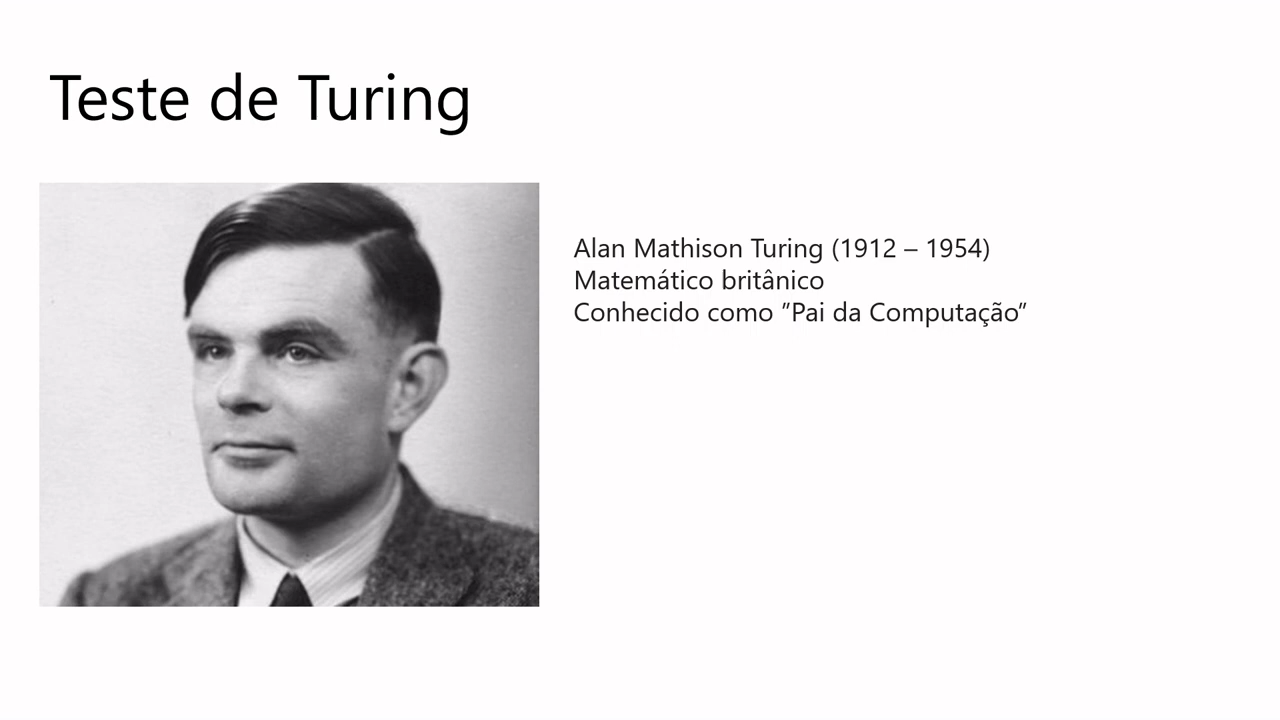 Teste de Turing
Alan Mathison Turing (1912 – 1954)
Matemático britânico
Conhecido como ”Pai da Computação”